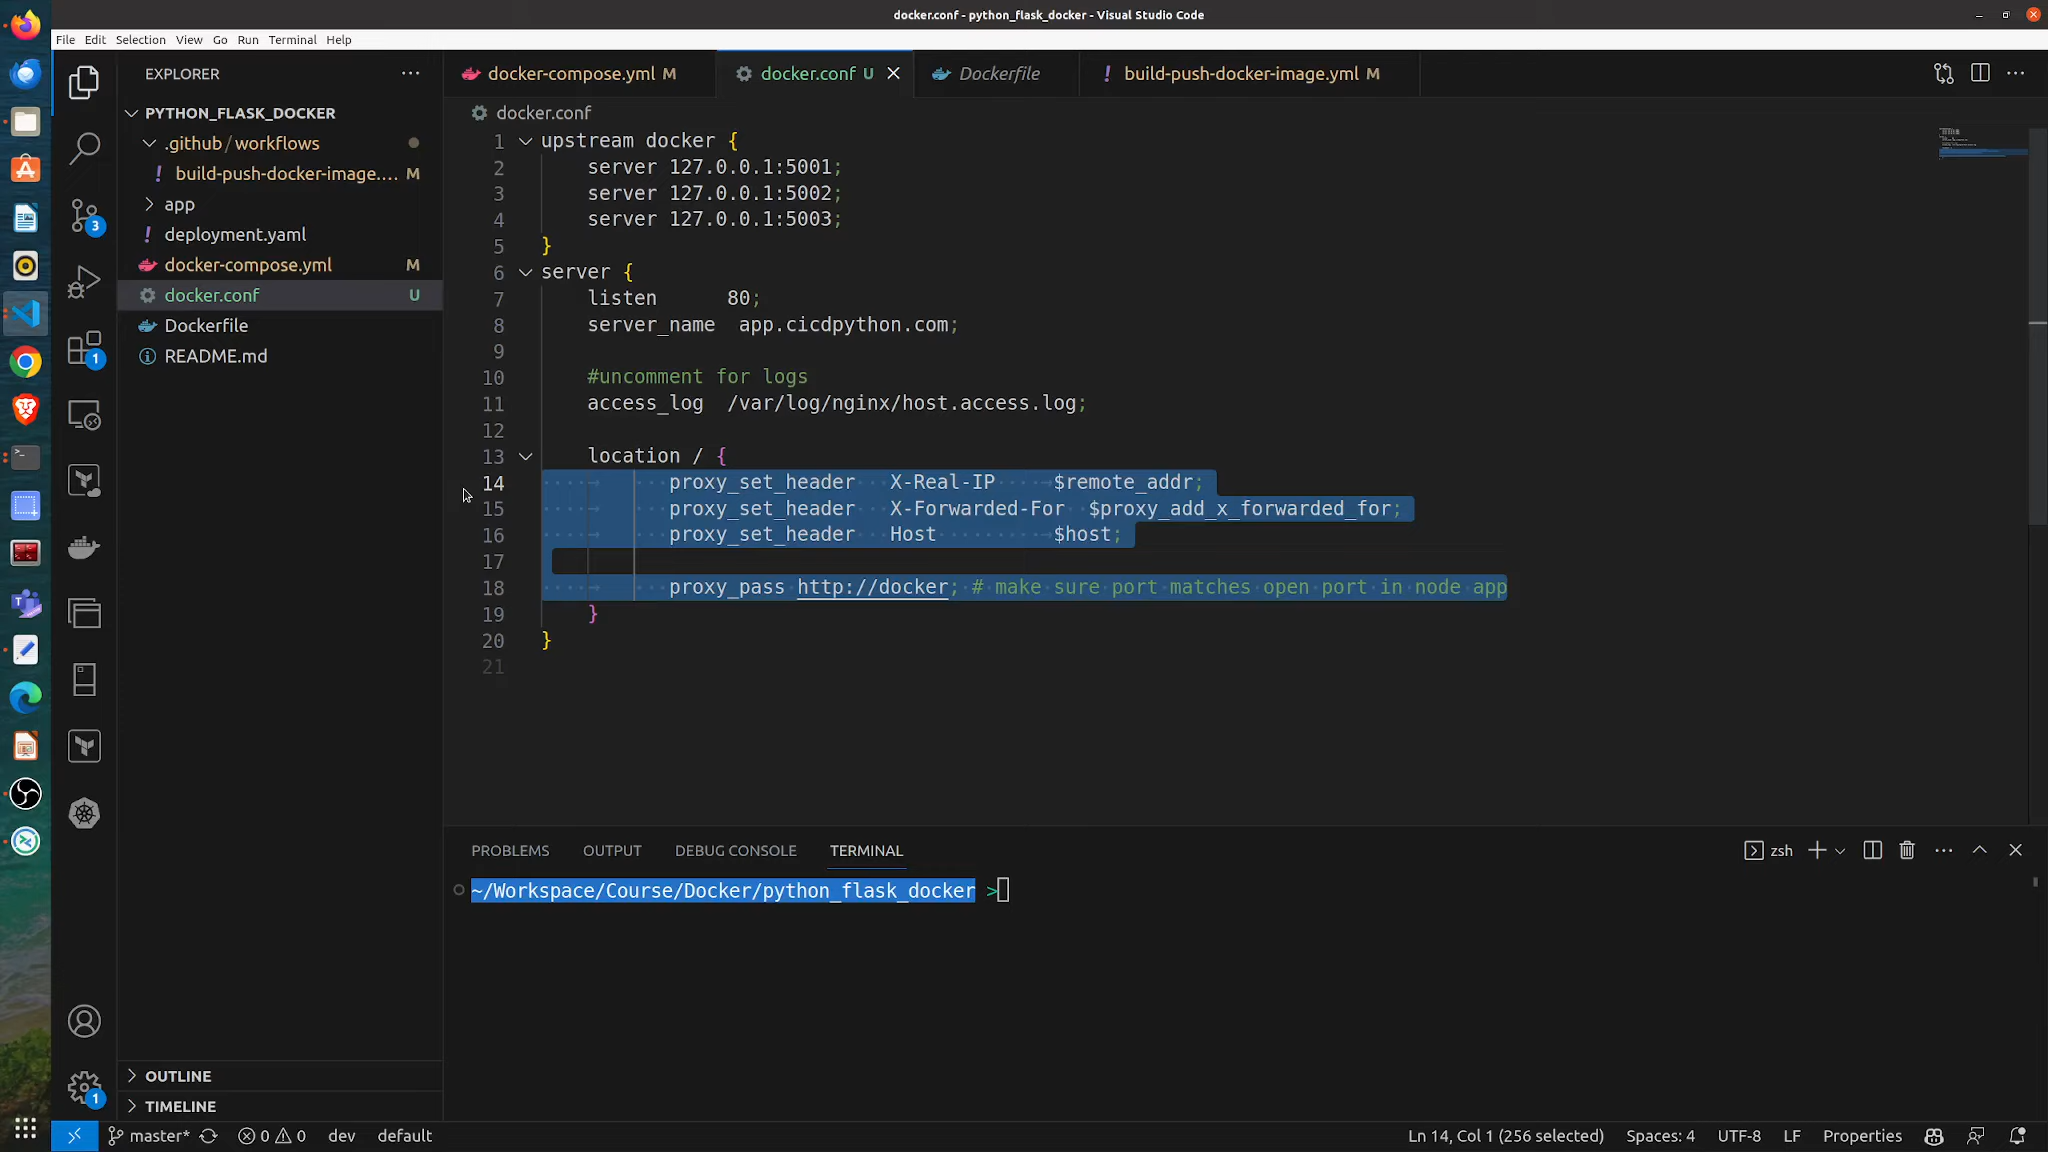 docker.conf - python_flask_docker - Visual Studio Code
File Edit Selection View Go Run Terminal Help
EXPLORER
PYTHON_FLASK_DOCKER
.github / workflows
build-push-docker-image.... M
app
deployment.yaml
docker-compose.yml M
docker.conf U
Dockerfile
README.md
OUTLINE
TIMELINE
3
1
1
docker-compose.yml M docker.conf U Dockerfile build-push-docker-image.yml M
docker.conf
1 upstream docker {
2 server 127.0.0.1:5001;
3 server 127.0.0.1:5002;
4 server 127.0.0.1:5003;
5 }
6 server {
7 listen 80;
8 server_name app.cicdpython.com;
9
10 #uncomment for logs
11 access_log /var/log/nginx/host.access.log;
12
13 location / {
14 proxy_set_header X-Real-IP $remote_addr;
15 proxy_set_header X-Forwarded-For $proxy_add_x_forwarded_for;
16 proxy_set_header Host $host;
17
18 proxy_pass http://docker; # make sure port matches open port in node app
19 }
20 }
21
PROBLEMS OUTPUT DEBUG CONSOLE TERMINAL zsh
~/Workspace/Course/Docker/python_flask_docker >
master* 0 0 dev default Ln 14, Col 1 (256 selected) Spaces: 4 UTF-8 LF Properties